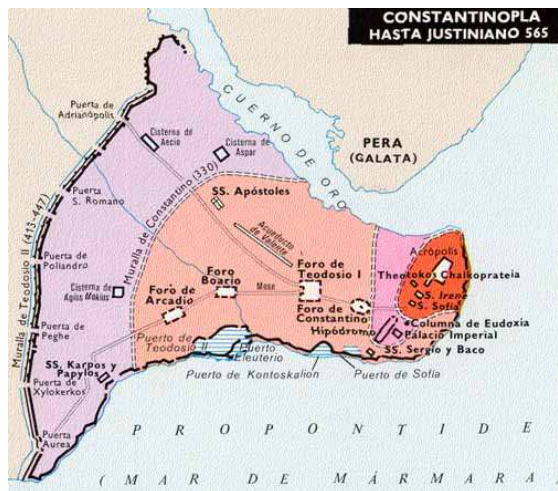 CONSTANTINOPLA
HASTA JUSTINIANO 565
Puerta de
Adrianópolis
Cisterna
de Aecio
Cisterna
de Aspar
CUERNO DE ORO
PERA
(GALATA)
Puerta
S. Romano
Muralla de Constantino (330)
SS. Apóstoles
Acueducto
de Valente
Muralla de Teodosio II (413-447)
Puerta de
Poliandro
Cisterna de
Agios Mokius
Foro de
Arcadio
Foro
Boario
Mese
Foro de
Teodosio I
Foro de
Constantino
Hipódromo
Acrópolis
Theotokos Chalkoprateia
S. Irene
S. Sofía
Columna de Eudoxia
Palacio Imperial
SS. Sergio y Baco
Puerta de
Peghe
Puerto de
Teodosio II
Puerto
Eleuterio
Puerto de Kontoskalion
Puerto de Sofía
SS. Karpos y
Papylos
Puerta de
Xylokerkos
Puerta
Aurea
PROPONTIDE
(MAR DE MÁRMARA